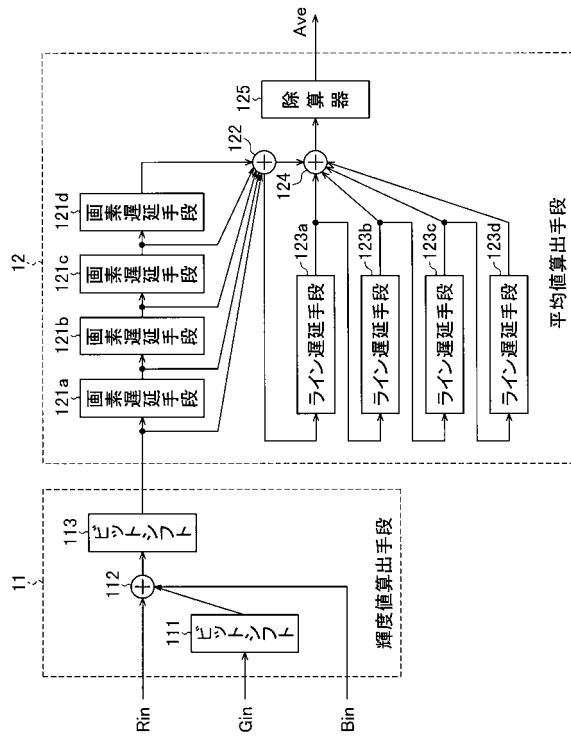 11
Rin
Gin
Bin
111
ビットシフト
112
113
ビットシフト
輝度値算出手段
12
121a
画素遅延手段
121b
画素遅延手段
121c
画素遅延手段
121d
画素遅延手段
122
123a
ライン遅延手段
123b
ライン遅延手段
123c
ライン遅延手段
123d
ライン遅延手段
124
125
除算器
Ave
平均値算出手段